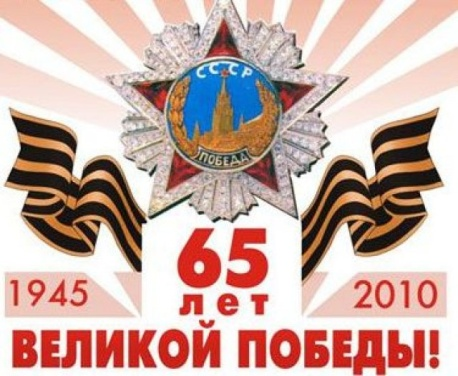 СССР
ПОБЕДА
65
лет
1945 2010
ВЕЛИКОЙ ПОБЕДЫ!